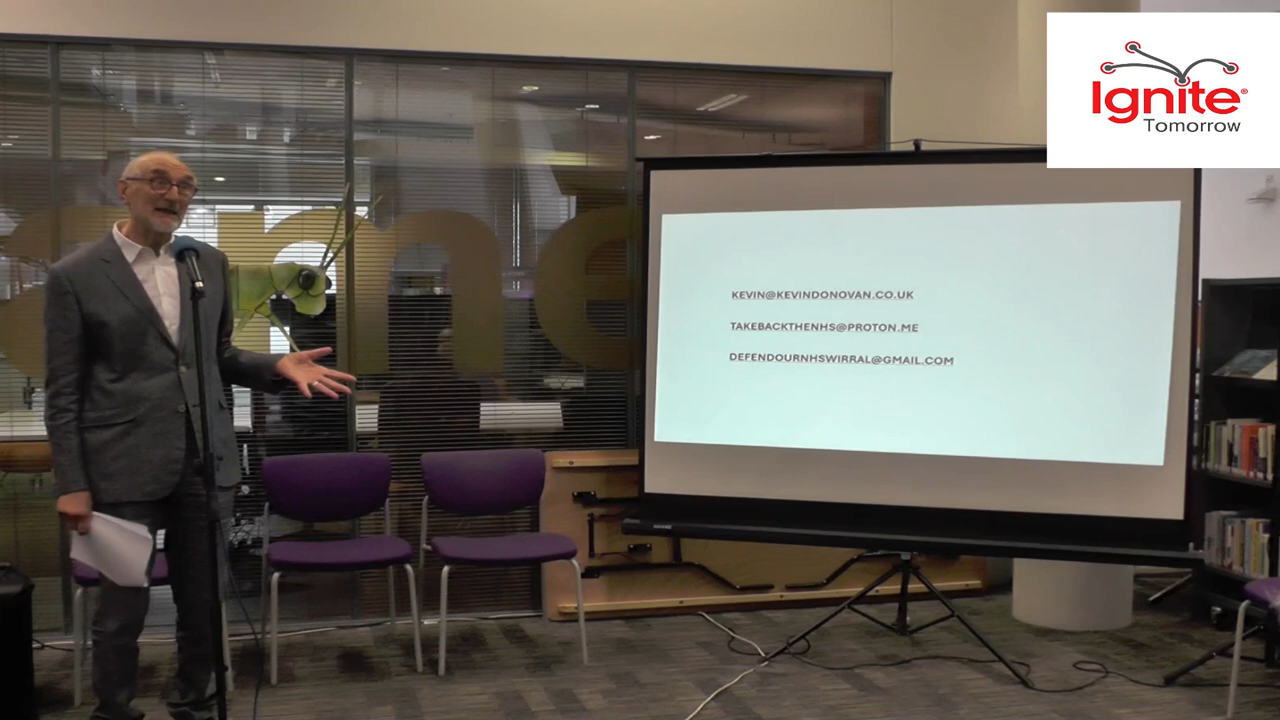 Ignite
Tomorrow
KEVIN@KEVINDONOVAN.CO.UK
TAKEBACKTHENHS@PROTON.ME
DEFENDOURNHSWIRRAL@GMAIL.COM